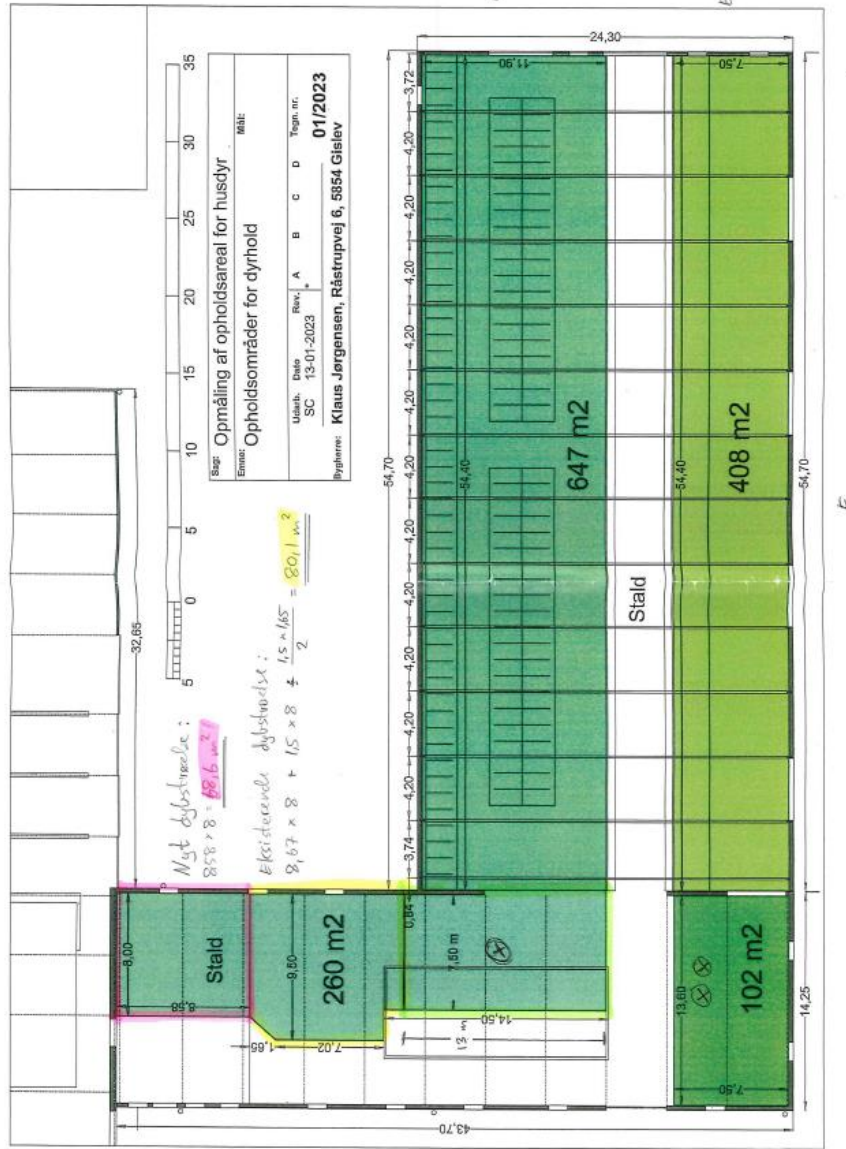 Sag: Opmåling af opholdsareal for husdyr
Emne: Opholdsområder for dyrhold
Mål:
Udarb. Dato Rev. A B C D Tegn. nr.
SC 13-01-2023 * 01/2023
Bygherre: Klaus Jørgensen, Råstrupvej 6, 5854 Gislev
5 0 5 10 15 20 25 30 35
Nyt dybstrøelse :
858 x 8 = 68,6 m²
Eksisterende dybstrøelse :
8,67 x 8 + 1,5 x 8 ÷ 1,5 x 1,65 / 2 = 80,1 m²
32,65
54,70
3,74 4,20 4,20 4,20 4,20 4,20 4,20 4,20 4,20 4,20 4,20 4,20 3,72
54,40
11,90
24,30
647 m2
Stald
54,40
7,50
408 m2
54,70
8,00
8,58
Stald
9,50
260 m2
1,65
7,02
0,84
7,50 m
14,50
13 m
13,60
102 m2
7,50
14,25
43,70